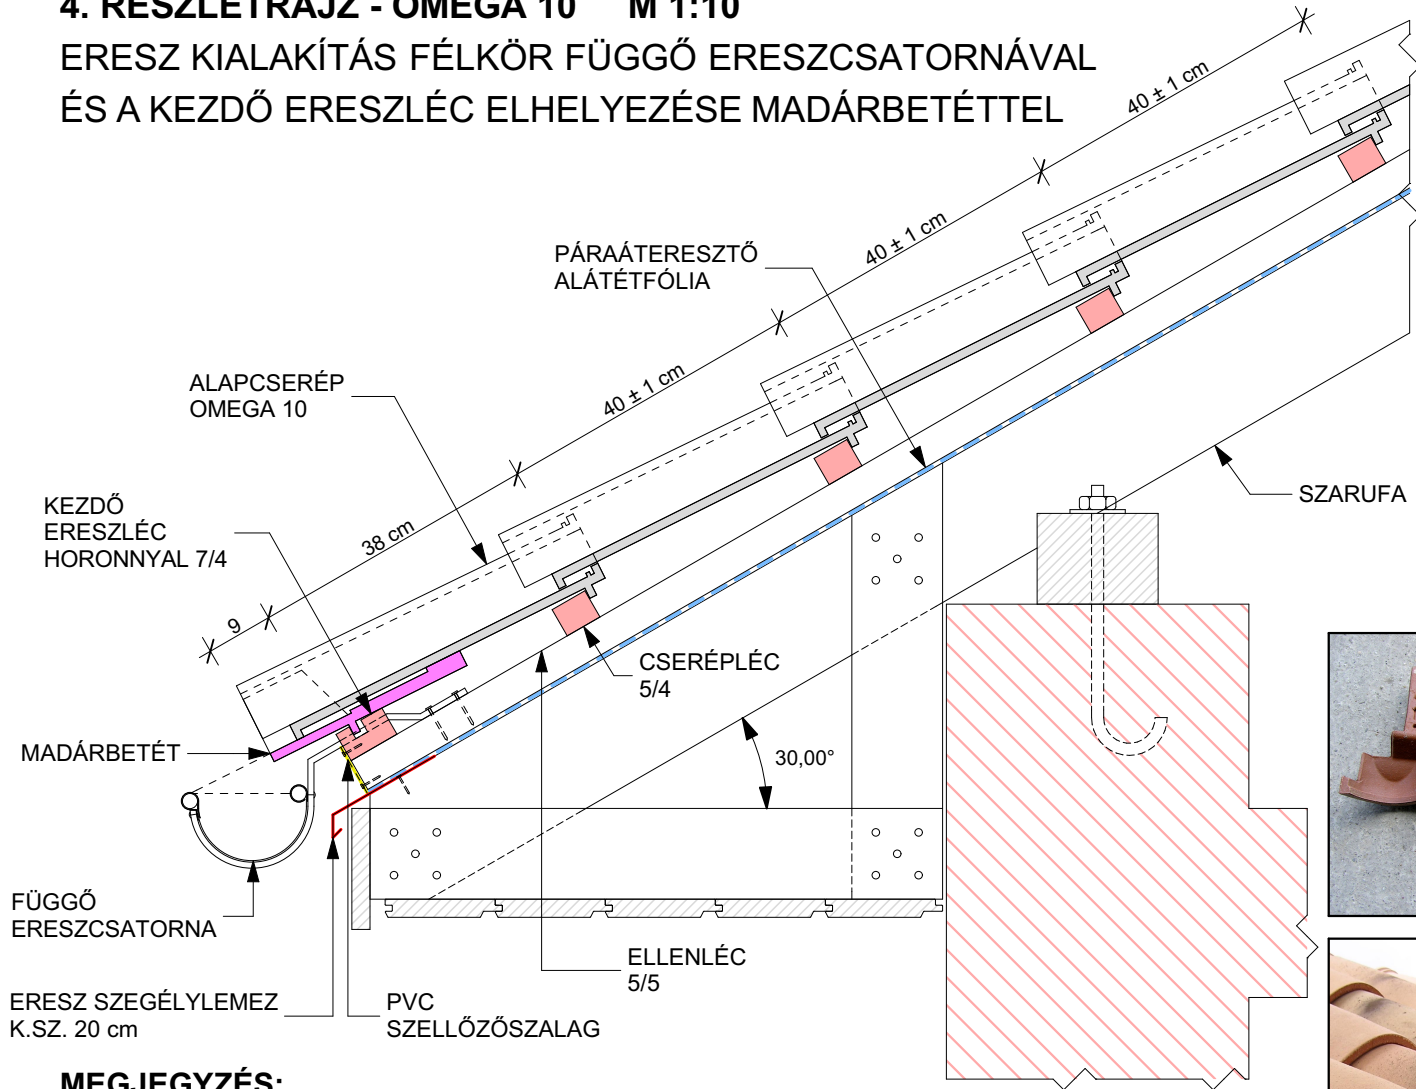 4. RÉSZLETRAJZ - OMEGA 10 M 1:10
ERESZ KIALAKÍTÁS FÉLKÖR FÜGGŐ ERESZCSATORNÁVAL
ÉS A KEZDŐ ERESZLÉC ELHELYEZÉSE MADÁRBETÉTTEL
40 ± 1 cm
40 ± 1 cm
40 ± 1 cm
38 cm
9
PÁRAÁTERESZTŐ
ALÁTÉTFÓLIA
ALAPCSERÉP
OMEGA 10
KEZDŐ
ERESZLÉC
HORONNYAL 7/4
SZARUFA
CSERÉPLÉC
5/4
MADÁRBETÉT
30,00°
FÜGGŐ
ERESZCSATORNA
ELLENLÉC
5/5
ERESZ SZEGÉLYLEMEZ
K.SZ. 20 cm
PVC
SZELLŐZŐSZALAG
MEGJEGYZÉS: